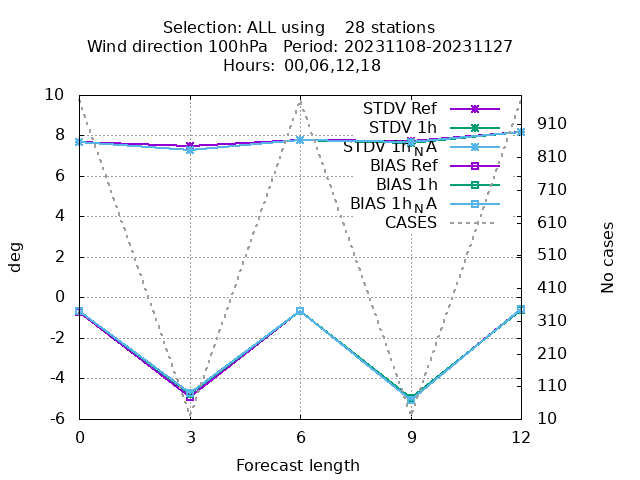 Selection: ALL using    28 stations
Wind direction 100hPa   Period: 20231108-20231127
Hours:  00,06,12,18
STDV Ref
STDV 1h
STDV 1h_NA
BIAS Ref
BIAS 1h
BIAS 1h_NA
CASES
10
8
6
4
2
0
-2
-4
-6
deg
910
810
710
610
510
410
310
210
110
10
No cases
0
3
6
9
12
Forecast length